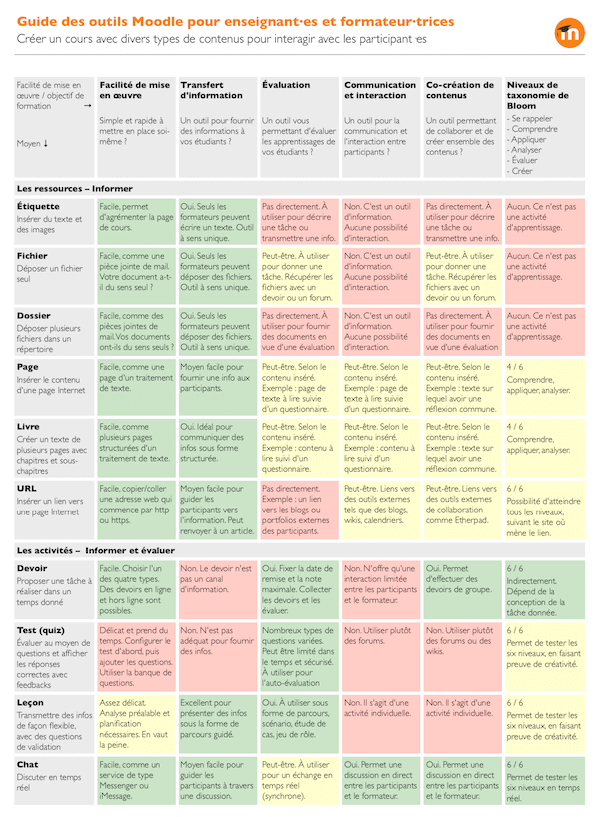 Guide des outils Moodle pour enseignant·es et formateur·trices
Créer un cours avec divers types de contenus pour interagir avec les participant·es
m
Facilité de mise en
œuvre / objectif de
formation →
Moyen ↓
Facilité de mise
en œuvre
Simple et rapide à
mettre en place soi-
même ?
Transfert
d'information
Un outil pour fournir
des informations à
vos étudiants ?
Évaluation
Un outil vous
permettant d'évaluer
les apprentissages de
vos étudiants ?
Communication
et interaction
Un outil pour la
communication et
l'interaction entre
participants ?
Co-création de
contenus
Un outil permettant
de collaborer et de
créer ensemble des
contenus ?
Niveaux de
taxonomie de
Bloom
- Se rappeler
- Comprendre
- Appliquer
- Analyser
- Évaluer
- Créer
Les ressources – Informer
Étiquette
Insérer du texte et
des images
Facile, permet
d'agrémenter la page
de cours.
Oui. Seuls les
formateurs peuvent
écrire un texte. Outil
à sens unique.
Pas directement. À
utiliser pour décrire
une tâche ou
transmettre une info.
Non. C'est un outil
d'information.
Aucune possibilité
d'interaction.
Pas directement. À
utiliser pour décrire
une tâche ou
transmettre une info.
Aucun. Ce n'est pas
une activité
d'apprentissage.
Fichier
Déposer un fichier
seul
Facile, comme une
pièce jointe de mail.
Votre document a-t-
il du sens seul ?
Oui. Seuls les
formateurs peuvent
déposer des fichiers.
Outil à sens unique.
Peut-être. À utiliser
pour donner une
tâche. Récupérer les
fichiers avec un
devoir ou un forum.
Non. C'est un outil
d'information.
Aucune possibilité
d'interaction.
Peut-être. À utiliser
pour donner une
tâche. Récupérer les
fichiers avec un
devoir ou un forum.
Aucun. Ce n'est pas
une activité
d'apprentissage.
Dossier
Déposer plusieurs
fichiers dans un
répertoire
Facile, comme des
pièces jointes de
mail. Vos documents
ont-ils du sens seuls ?
Oui. Seuls les
formateurs peuvent
déposer des fichiers.
Outil à sens unique.
Pas directement. À
utiliser pour fournir
des documents en
vue d'une évaluation
Non. C'est un outil
d'information.
Aucune possibilité
d'interaction.
Pas directement. À
utiliser pour fournir
des documents en
vue d'une évaluation
Aucun. Ce n'est pas
une activité
d'apprentissage.
Page
Insérer le contenu
d'une page Internet
Facile, comme une
page d'un traitement
de texte.
Moyen facile pour
fournir une info aux
participants.
Peut-être. Selon le
contenu inséré.
Exemple : page de
texte à lire suivie
d'un questionnaire.
Peut-être. Selon le
contenu inséré.
Exemple : page de
texte à lire suivie
d'un questionnaire.
Peut-être. Selon le
contenu inséré.
Exemple : texte sur
lequel avoir une
réflexion commune.
4 / 6
Comprendre,
appliquer, analyser.
Livre
Créer un texte de
plusieurs pages avec
chapitres et sous-
chapitres
Facile, comme
plusieurs pages
structurées d'un
traitement de texte.
Oui. Idéal pour
communiquer des
infos sous forme
structurée.
Peut-être. Selon le
contenu inséré.
Exemple : contenu à
lire suivi d'un
questionnaire.
Peut-être. Selon le
contenu inséré.
Exemple : contenu à
lire suivi d'un
questionnaire.
Peut-être. Selon le
contenu inséré.
Exemple : texte sur
lequel avoir une
réflexion commune.
4 / 6
Comprendre,
appliquer, analyser.
URL
Insérer un lien vers
une page Internet
Facile, copier/coller
une adresse web qui
commence par http
ou https.
Moyen facile pour
guider les
participants vers
l'information. Peut
renvoyer à un article.
Pas directement.
Exemple : un lien
vers les blogs ou
portfolios externes
des participants.
Peut-être. Liens vers
des outils externes
tels que des blogs,
wikis, calendriers.
Peut-être. Liens vers
des outils externes
de collaboration
comme Etherpad.
6 / 6
Possibilité d'atteindre
tous les niveaux,
suivant le site où
mène le lien.
Les activités – Informer et évaluer
Devoir
Proposer une tâche à
réaliser dans un
temps donné
Facile. Choisir l'un
des quatre types.
Des devoirs en ligne
et hors ligne sont
possibles.
Non. Le devoir n'est
pas un canal
d'information.
Oui. Fixer la date de
remise et la note
maximale. Collecter
les devoirs et les
évaluer.
Non. N'offre qu'une
interaction limitée
entre les participants
et le formateur.
Oui. Permet
d'effectuer des
devoirs de groupe.
6 / 6
Indirectement.
Dépend de la
conception de la
tâche donnée.
Test (quiz)
Évaluer au moyen de
questions et afficher
les réponses
correctes avec
feedbacks
Délicat et prend du
temps. Configurer le
test d'abord, puis
ajouter les questions.
Utiliser la banque de
questions.
Non. N'est pas
adéquat pour fournir
des infos.
Nombreux types de
questions variées.
Peut être limité dans
le temps et sécurisé.
À utiliser pour
l'auto-évaluation
Non. Utiliser plutôt
des forums.
Non. Utiliser plutôt
des forums ou des
wikis.
6 / 6
Permet de tester les
six niveaux, en faisant
preuve de créativité.
Leçon
Transmettre des infos
de façon flexible,
avec des questions
de validation
Assez délicat.
Analyse préalable et
planification
nécessaires. En vaut
la peine.
Excellent pour
présenter des infos
sous la forme de
parcours guidé.
Oui. À utiliser sous
forme de parcours,
scénario, étude de
cas, jeu de rôle.
Non. Il s'agit d'une
activité individuelle.
Non. Il s'agit d'une
activité individuelle.
6 / 6
Permet de tester les
six niveaux, en faisant
preuve de créativité.
Chat
Discuter en temps
réel
Facile, comme un
service de type
Messenger ou
iMessage.
Moyen facile pour
guider les
participants à travers
une discussion.
Peut-être. À utiliser
pour un échange en
temps réel
(synchrone).
Oui. Permet une
discussion en direct
entre les participants
et le formateur.
Oui. Permet une
discussion en direct
entre les participants
et le formateur.
6 / 6
Permet de tester les
six niveaux en temps
réel.